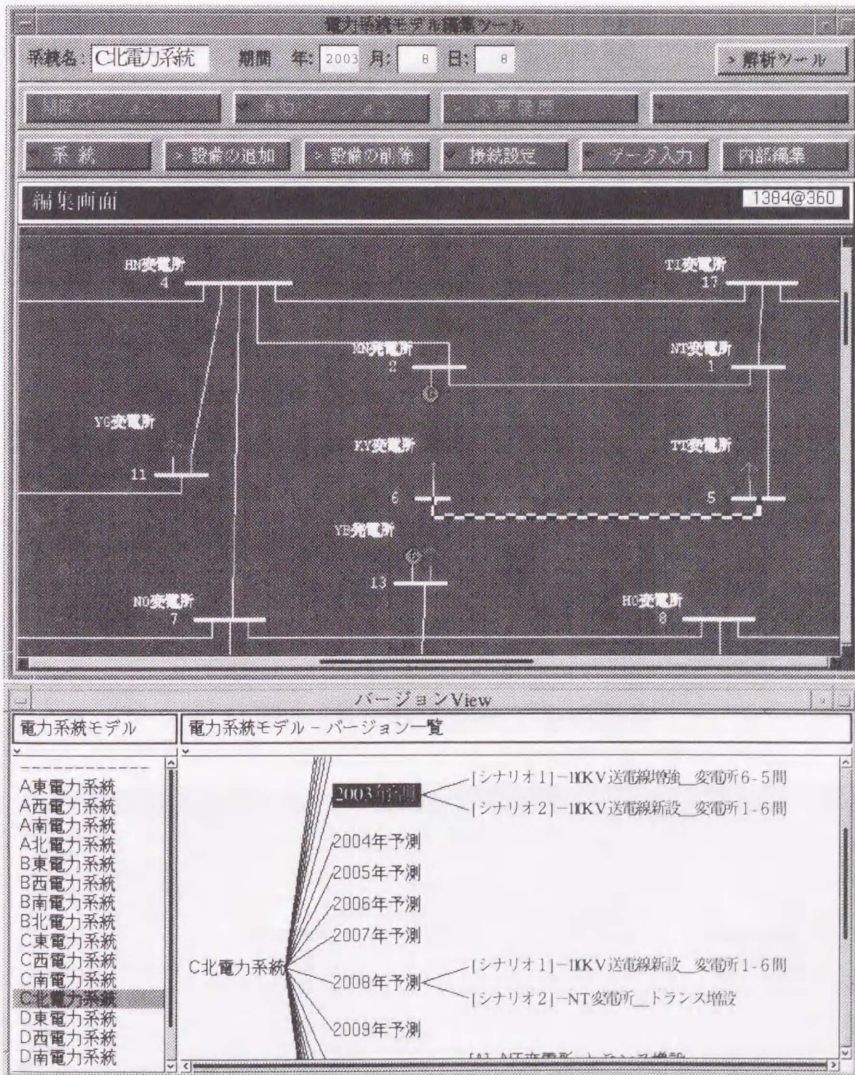 電力系統モデル編集ツール
系統名: C北電力系統 期間 年: 2003 月: 8 日: 8 > 解析ツール
系統 > 設備の追加 > 設備の削除 接続設定 データ入力 内部編集
編集画面 1384@360
HN変電所
4
TI変電所
17
MN発電所
2
NT変電所
1
YG変電所
11
KY変電所
6
TT変電所
5
YB発電所
13
NO変電所
7
HO変電所
8
バージョンView
電力系統モデル
電力系統モデル - バージョン一覧
--------------
A東電力系統
A西電力系統
A南電力系統
A北電力系統
B東電力系統
B西電力系統
B南電力系統
B北電力系統
C東電力系統
C西電力系統
C南電力系統
C北電力系統
D東電力系統
D西電力系統
D南電力系統
C北電力系統
2003年予測
[シナリオ1]-110KV送電線増強__変電所6-5間
[シナリオ2]-110KV送電線新設__変電所1-6間
2004年予測
2005年予測
2006年予測
2007年予測
2008年予測
[シナリオ1]-110KV送電線新設__変電所1-6間
[シナリオ2]-NT変電所__トランス増設
2009年予測